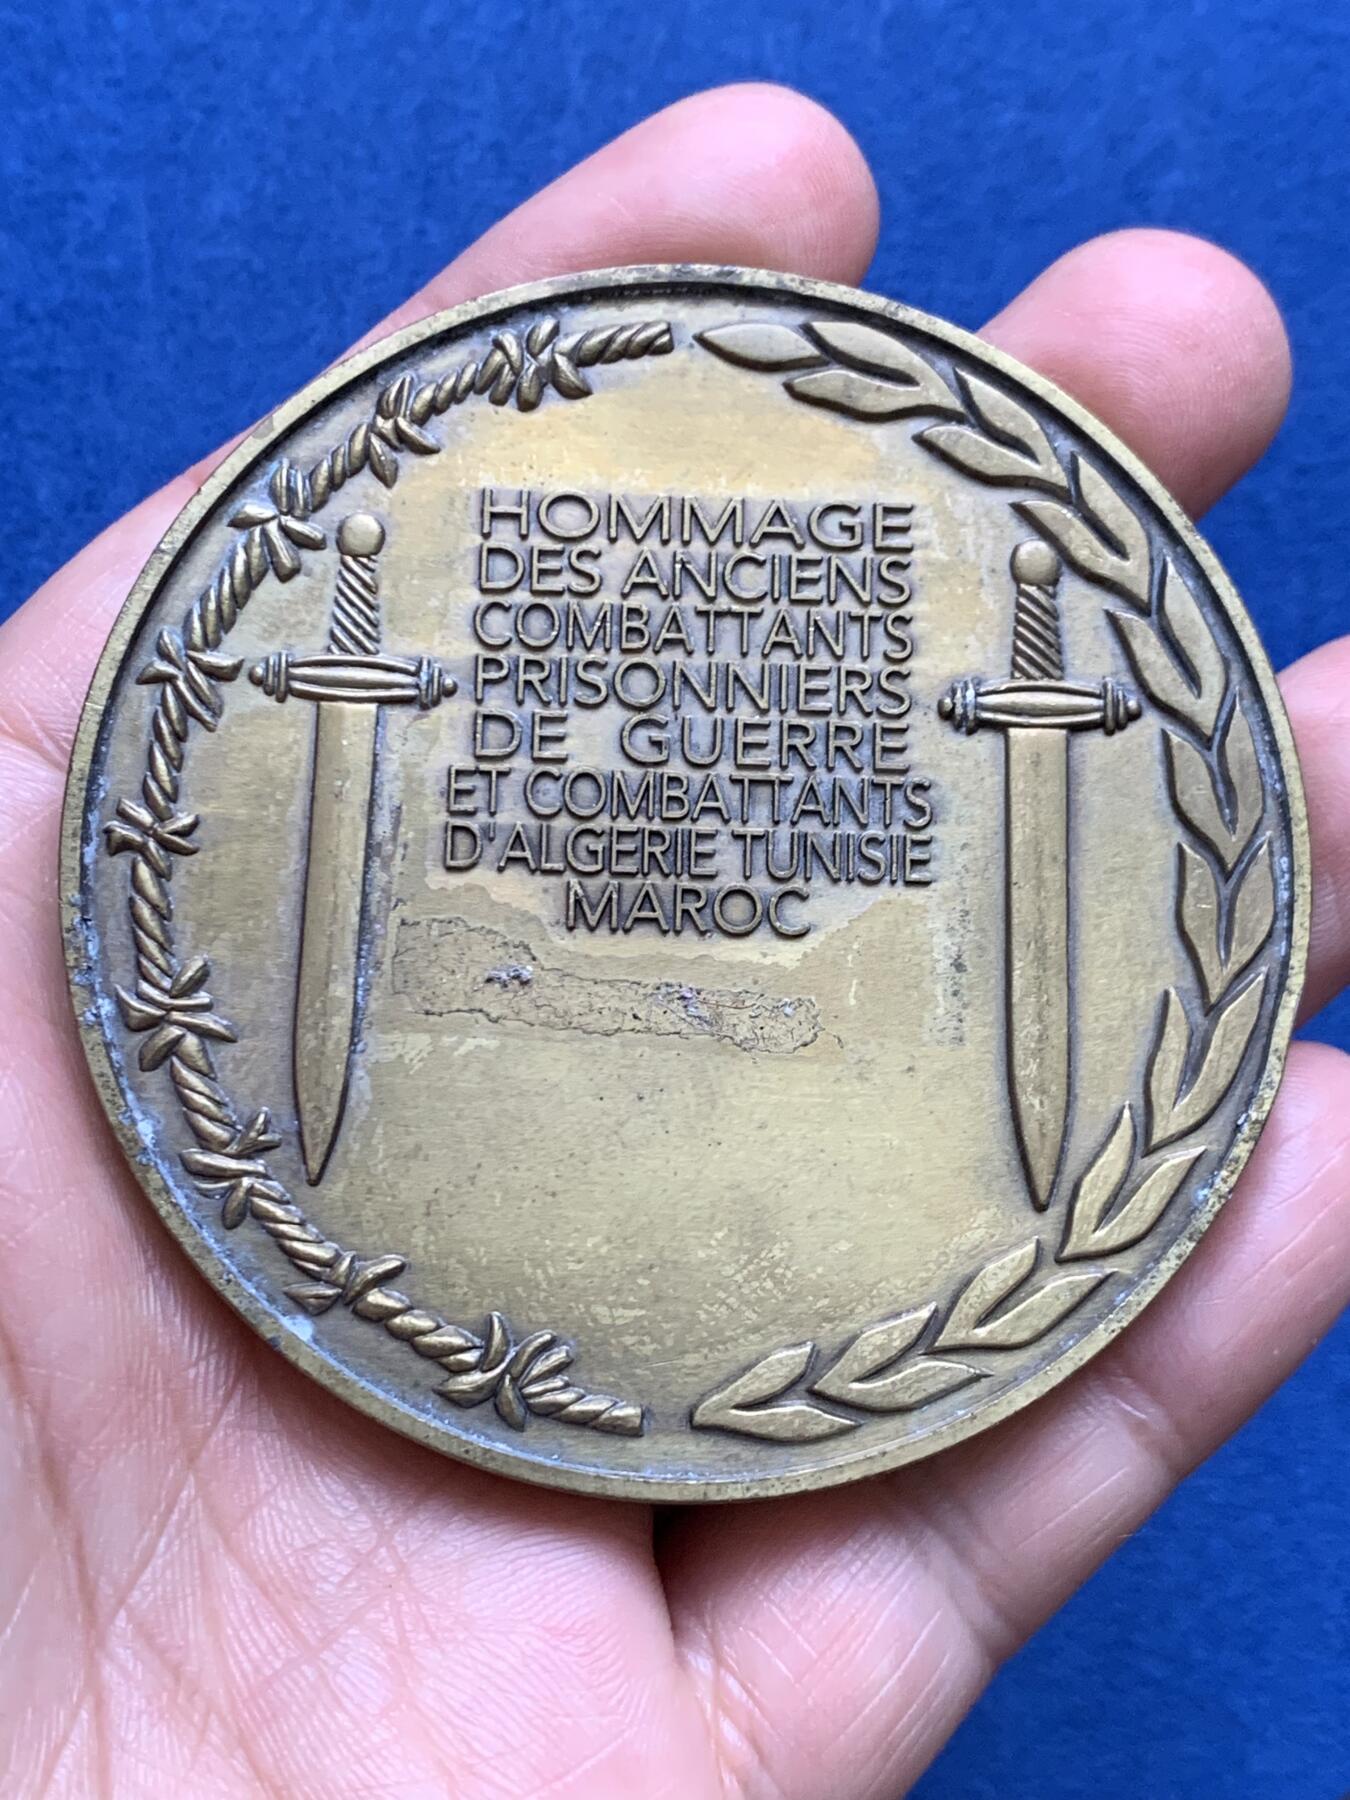 HOMMAGE
DES ANCIENS
COMBATTANTS
PRISONNIERS
DE GUERRE
ET COMBATTANTS
D'ALGERIE TUNISIE
MAROC